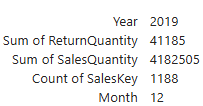 Year 2019
Sum of ReturnQuantity 41185
Sum of SalesQuantity 4182505
Count of SalesKey 1188
Month 12